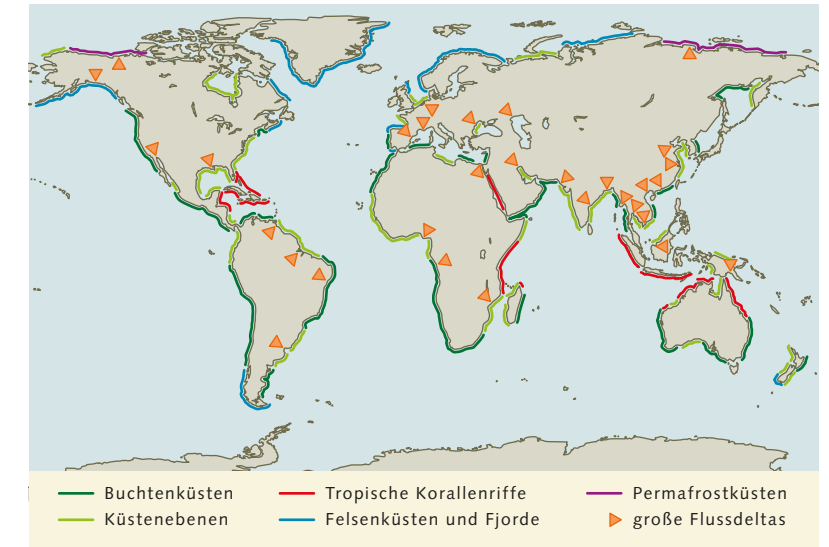 Buchtenküsten
Tropische Korallenriffe
Permafrostküsten
Küstenebenen
Felsenküsten und Fjorde
große Flussdeltas